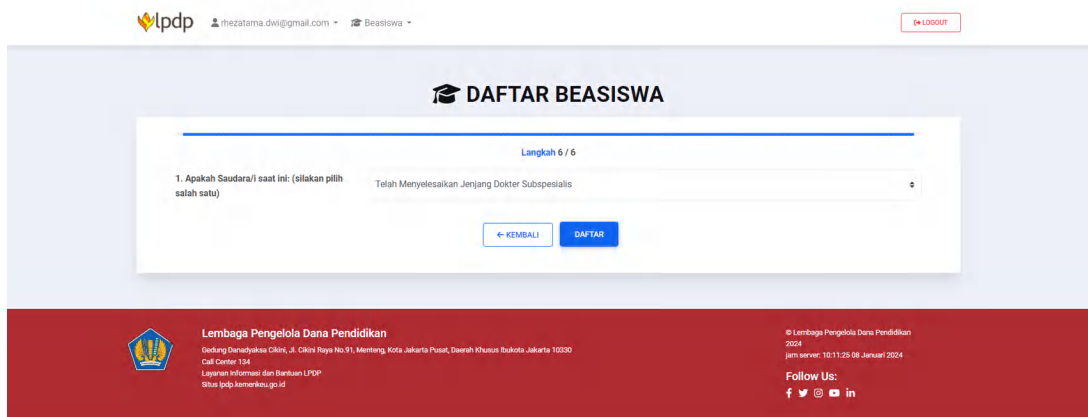 lpdp
rhezatama.dwi@gmail.com
Beasiswa
LOGOUT
DAFTAR BEASISWA
Langkah 6 / 6
1. Apakah Saudara/i saat ini: (silakan pilih
salah satu)
Telah Menyelesaikan Jenjang Dokter Subspesialis
← KEMBALI
DAFTAR
Lembaga Pengelola Dana Pendidikan
Gedung Danadyaksa Cikini, Jl. Cikini Raya No.91, Menteng, Kota Jakarta Pusat, Daerah Khusus Ibukota Jakarta 10330
Call Center 134
Layanan Informasi dan Bantuan LPDP
Situs lpdp.kemenkeu.go.id
© Lembaga Pengelola Dana Pendidikan
2024
jam server: 10:11:25 08 Januari 2024
Follow Us: